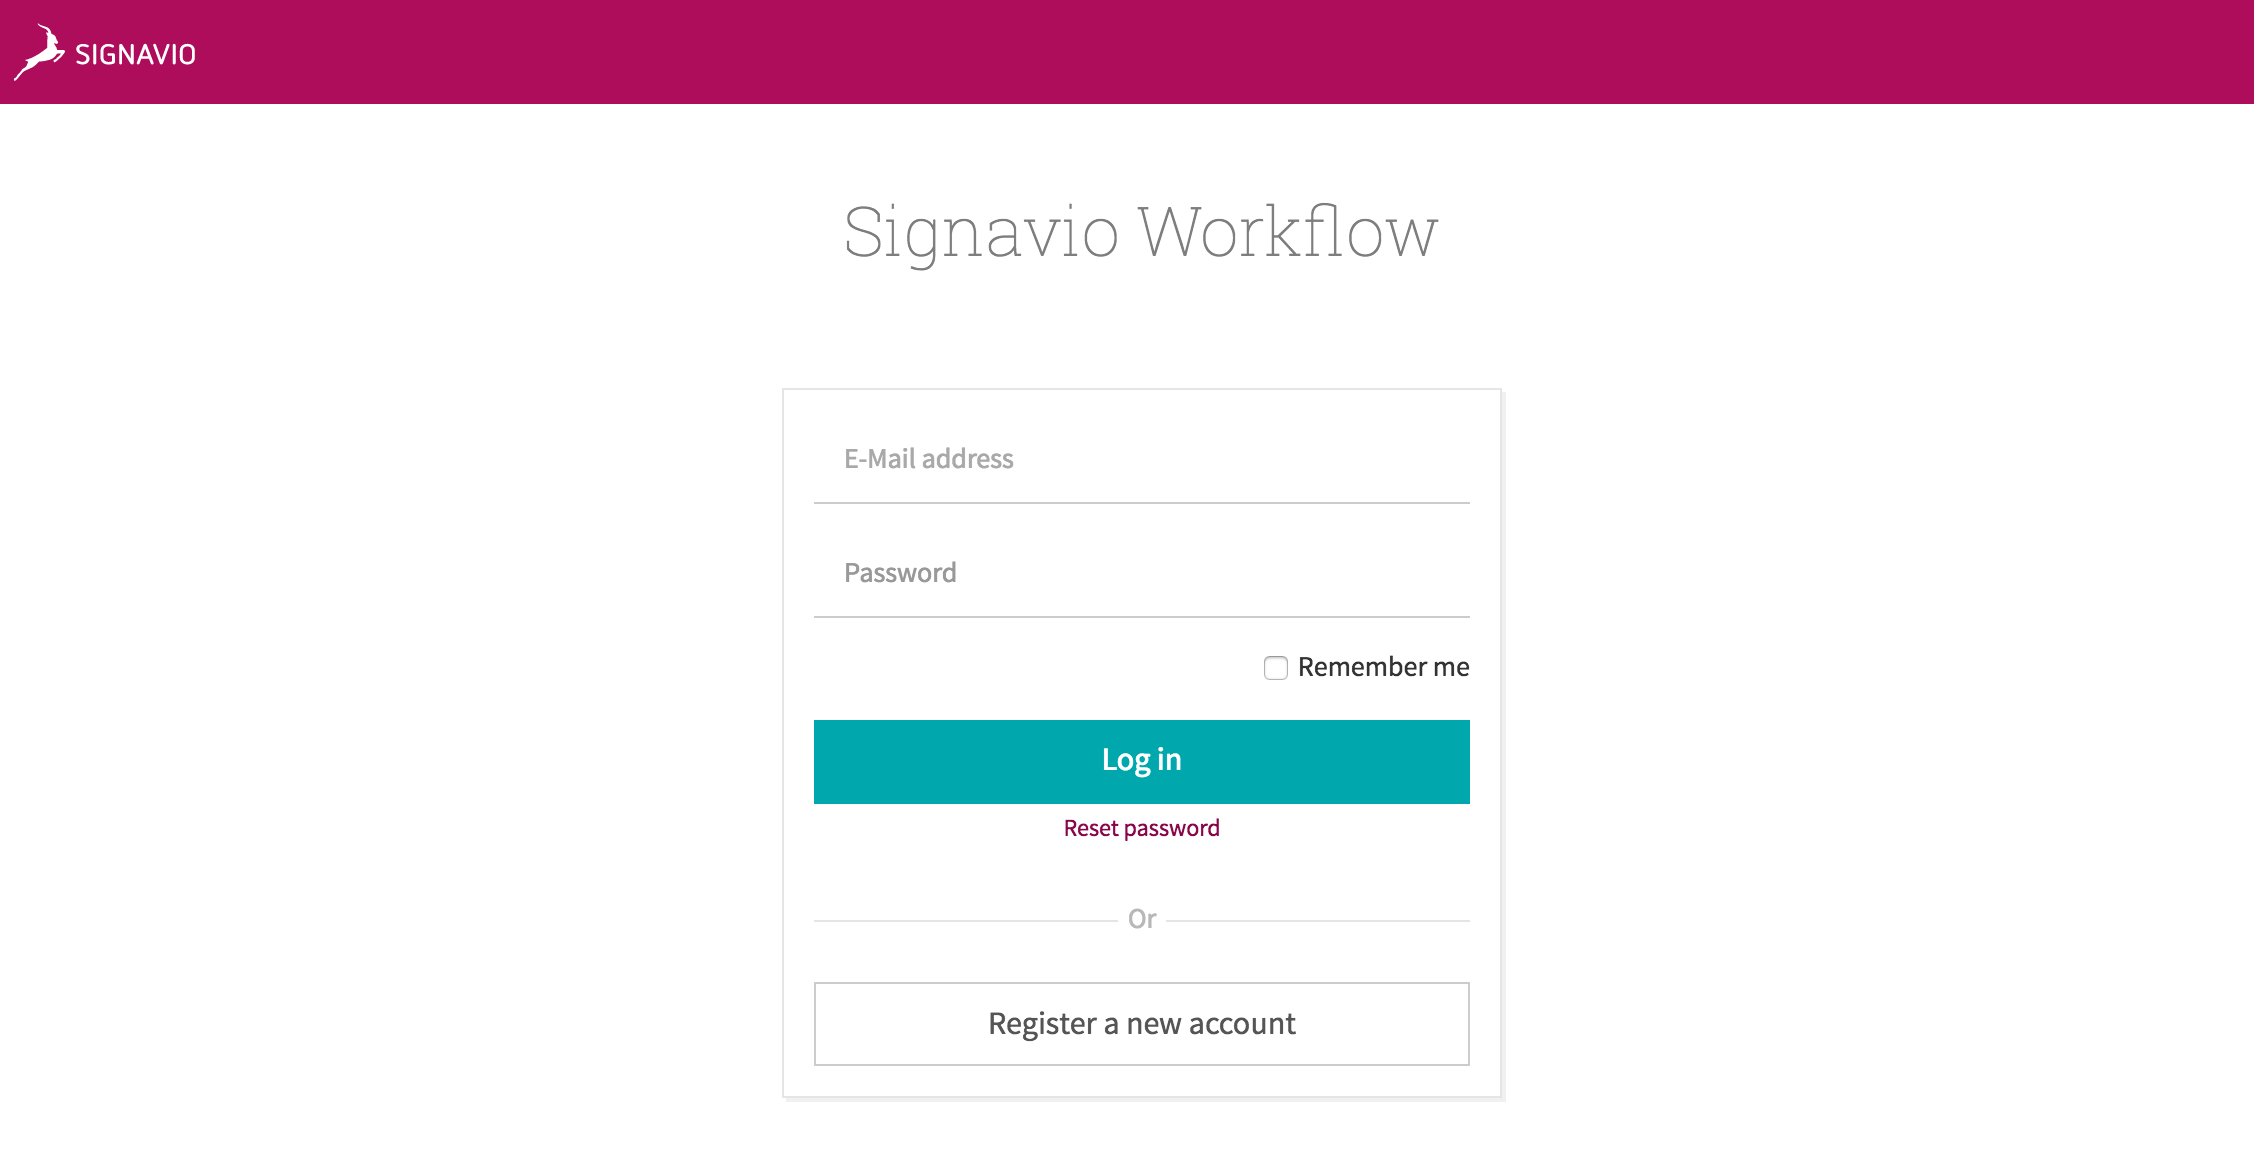 SIGNAVIO
Signavio Workflow
E-Mail address
Password
Remember me
Log in
Reset password
Or
Register a new account